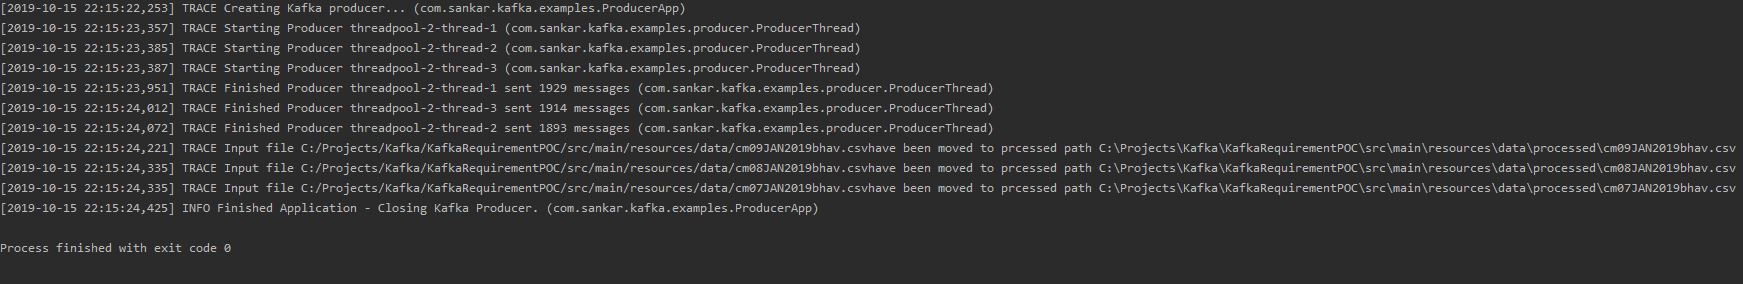 [2019-10-15 22:15:22,253] TRACE Creating Kafka producer... (com.sankar.kafka.examples.ProducerApp)
[2019-10-15 22:15:23,357] TRACE Starting Producer threadpool-2-thread-1 (com.sankar.kafka.examples.producer.ProducerThread)
[2019-10-15 22:15:23,385] TRACE Starting Producer threadpool-2-thread-2 (com.sankar.kafka.examples.producer.ProducerThread)
[2019-10-15 22:15:23,387] TRACE Starting Producer threadpool-2-thread-3 (com.sankar.kafka.examples.producer.ProducerThread)
[2019-10-15 22:15:23,951] TRACE Finished Producer threadpool-2-thread-1 sent 1929 messages (com.sankar.kafka.examples.producer.ProducerThread)
[2019-10-15 22:15:24,012] TRACE Finished Producer threadpool-2-thread-3 sent 1914 messages (com.sankar.kafka.examples.producer.ProducerThread)
[2019-10-15 22:15:24,072] TRACE Finished Producer threadpool-2-thread-2 sent 1893 messages (com.sankar.kafka.examples.producer.ProducerThread)
[2019-10-15 22:15:24,221] TRACE Input file C:/Projects/Kafka/KafkaRequirementPOC/src/main/resources/data/cm09JAN2019bhav.csvhave been moved to prcessed path C:\Projects\Kafka\KafkaRequirementPOC\src\main\resources\data\processed\cm09JAN2019bhav.csv
[2019-10-15 22:15:24,335] TRACE Input file C:/Projects/Kafka/KafkaRequirementPOC/src/main/resources/data/cm08JAN2019bhav.csvhave been moved to prcessed path C:\Projects\Kafka\KafkaRequirementPOC\src\main\resources\data\processed\cm08JAN2019bhav.csv
[2019-10-15 22:15:24,335] TRACE Input file C:/Projects/Kafka/KafkaRequirementPOC/src/main/resources/data/cm07JAN2019bhav.csvhave been moved to prcessed path C:\Projects\Kafka\KafkaRequirementPOC\src\main\resources\data\processed\cm07JAN2019bhav.csv
[2019-10-15 22:15:24,425] INFO Finished Application - Closing Kafka Producer. (com.sankar.kafka.examples.ProducerApp)
Process finished with exit code 0